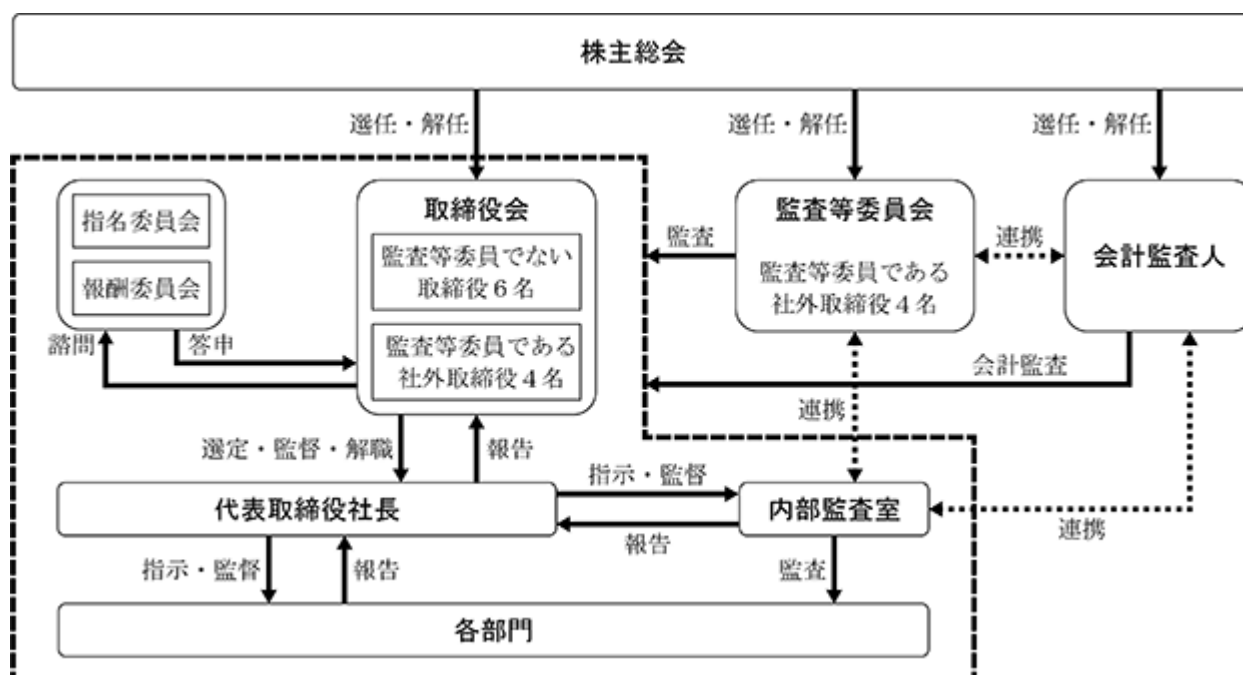 株主総会
選任・解任
選任・解任
選任・解任
指名委員会
報酬委員会
取締役会
監査等委員でない
取締役6名
監査等委員である
社外取締役4名
監査
監査等委員会
監査等委員である
社外取締役4名
連携
会計監査人
諮問
答申
会計監査
連携
選定・監督・解職
報告
代表取締役社長
指示・監督
報告
内部監査室
連携
指示・監督
報告
監査
各部門